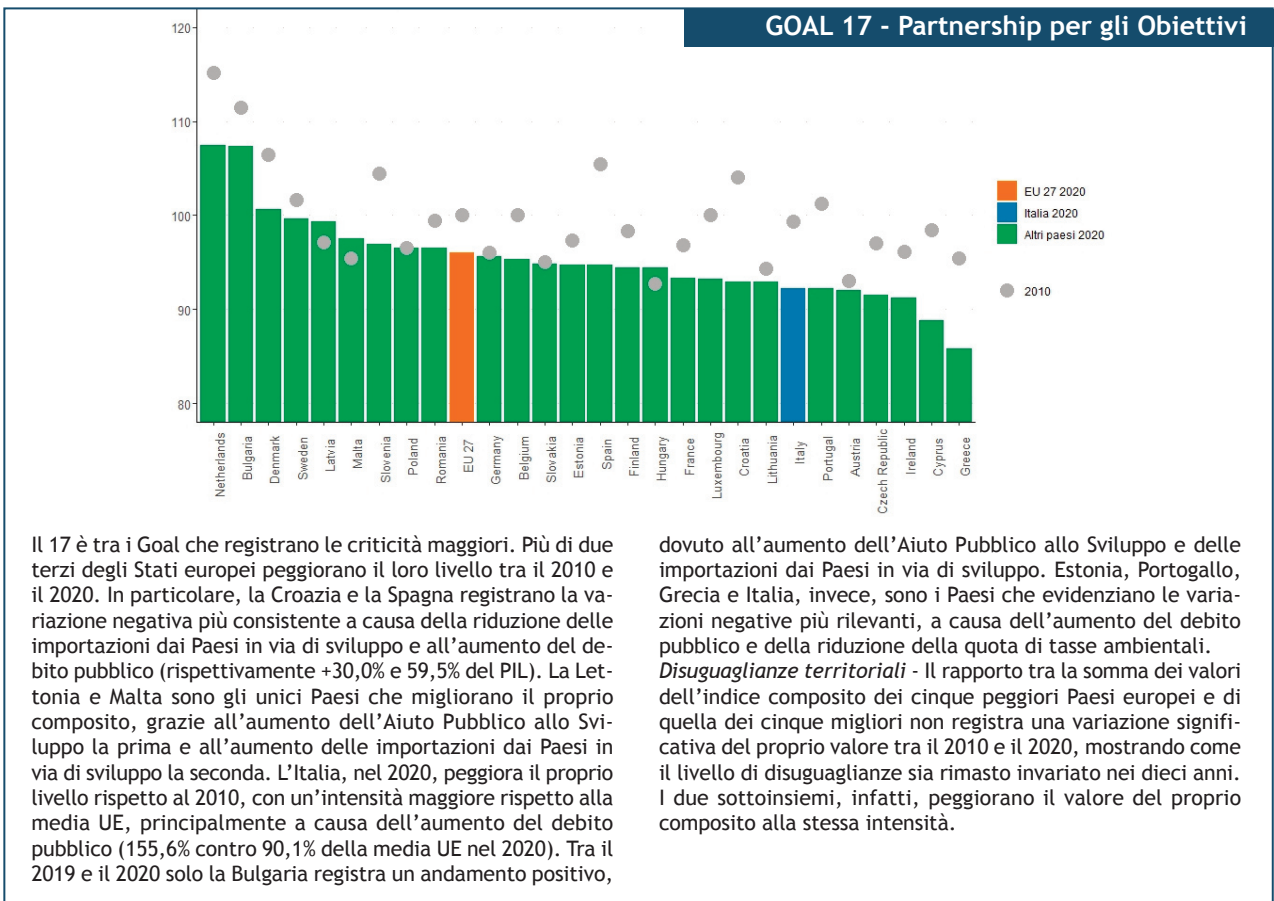 GOAL 17 - Partnership per gli Obiettivi
120
110
100
90
80
EU 27 2020
Italia 2020
Altri paesi 2020
2010
Netherlands
Bulgaria
Denmark
Sweden
Latvia
Malta
Slovenia
Poland
Romania
EU 27
Germany
Belgium
Slovakia
Estonia
Spain
Finland
Hungary
France
Luxembourg
Croatia
Lithuania
Italy
Portugal
Austria
Czech Republic
Ireland
Cyprus
Greece
Il 17 è tra i Goal che registrano le criticità maggiori. Più di due
terzi degli Stati europei peggiorano il loro livello tra il 2010 e
il 2020. In particolare, la Croazia e la Spagna registrano la va-
riazione negativa più consistente a causa della riduzione delle
importazioni dai Paesi in via di sviluppo e all'aumento del de-
bito pubblico (rispettivamente +30,0% e 59,5% del PIL). La Let-
tonia e Malta sono gli unici Paesi che migliorano il proprio
composito, grazie all'aumento dell'Aiuto Pubblico allo Svi-
luppo la prima e all'aumento delle importazioni dai Paesi in
via di sviluppo la seconda. L'Italia, nel 2020, peggiora il proprio
livello rispetto al 2010, con un'intensità maggiore rispetto alla
media UE, principalmente a causa dell'aumento del debito
pubblico (155,6% contro 90,1% della media UE nel 2020). Tra il
2019 e il 2020 solo la Bulgaria registra un andamento positivo,
dovuto all'aumento dell'Aiuto Pubblico allo Sviluppo e delle
importazioni dai Paesi in via di sviluppo. Estonia, Portogallo,
Grecia e Italia, invece, sono i Paesi che evidenziano le varia-
zioni negative più rilevanti, a causa dell'aumento del debito
pubblico e della riduzione della quota di tasse ambientali.
Disuguaglianze territoriali - Il rapporto tra la somma dei valori
dell'indice composito dei cinque peggiori Paesi europei e di
quella dei cinque migliori non registra una variazione signifi-
cativa del proprio valore tra il 2010 e il 2020, mostrando come
il livello di disuguaglianze sia rimasto invariato nei dieci anni.
I due sottoinsiemi, infatti, peggiorano il valore del proprio
composito alla stessa intensità.